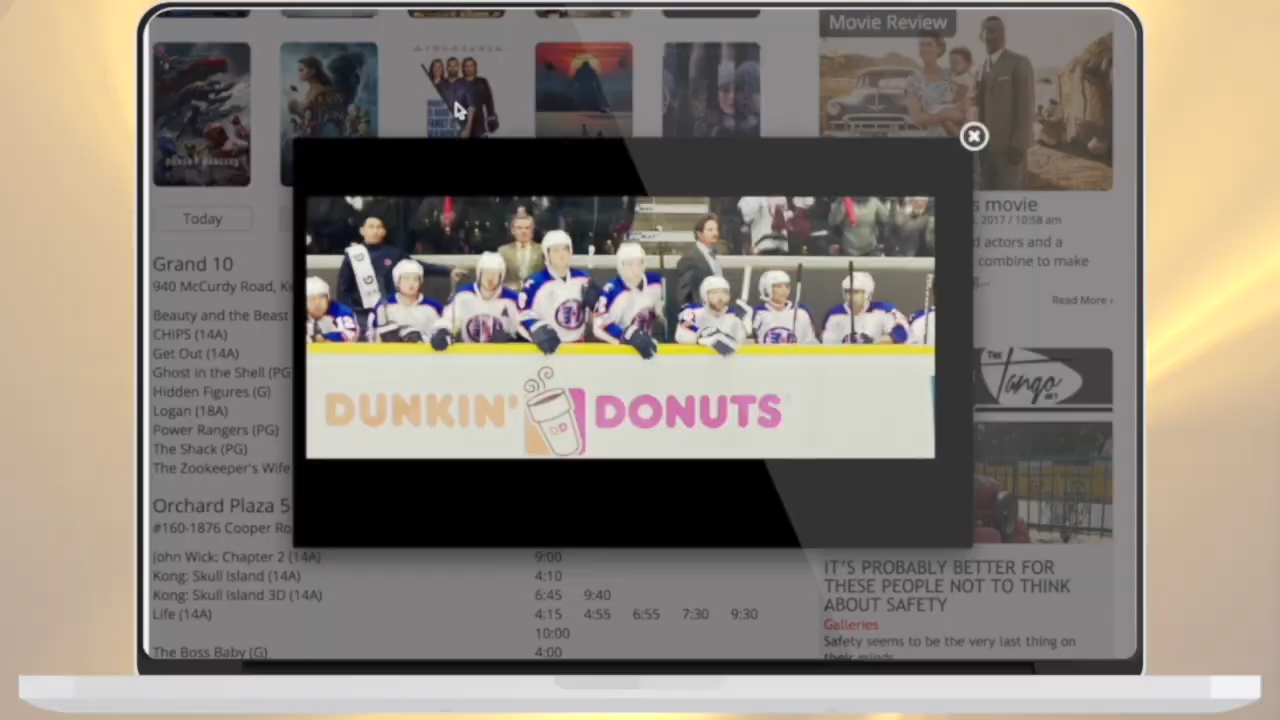 Movie Review
Today
s movie
, 2017 / 10:58 am
d actors and a
combine to make
g...
Read More ›
Grand 10
940 McCurdy Road, K
Beauty and the Beast
CHIPS (14A)
Get Out (14A)
Ghost in the Shell (PG
Hidden Figures (G)
Logan (18A)
Power Rangers (PG)
The Shack (PG)
The Zookeeper's Wife
DUNKIN' DONUTS
DD
THE
Tango
Orchard Plaza 5
#160-1876 Cooper Ro
John Wick: Chapter 2 (14A) 9:00
Kong: Skull Island (14A) 4:10
Kong: Skull Island 3D (14A) 6:45 9:40
Life (14A) 4:15 4:55 6:55 7:30 9:30
10:00
The Boss Baby (G) 4:00
IT'S PROBABLY BETTER FOR
THESE PEOPLE NOT TO THINK
ABOUT SAFETY
Galleries
Safety seems to be the very last thing on
their minds